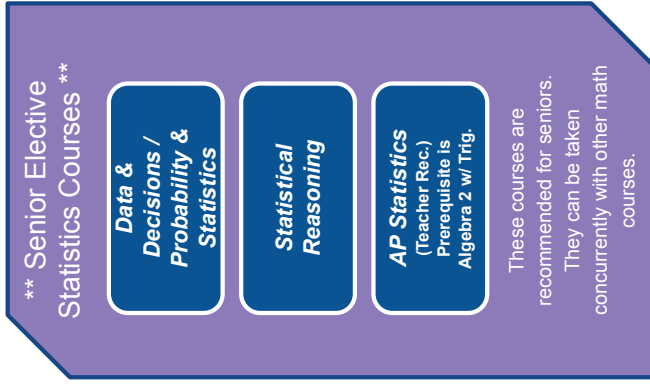 ** Senior Elective
Statistics Courses **
Data &
Decisions /
Probability &
Statistics
Statistical
Reasoning
AP Statistics
(Teacher Rec.)
Prerequisite is
Algebra 2 w/ Trig.
These courses are
recommended for seniors.
They can be taken
concurrently with other math
courses.